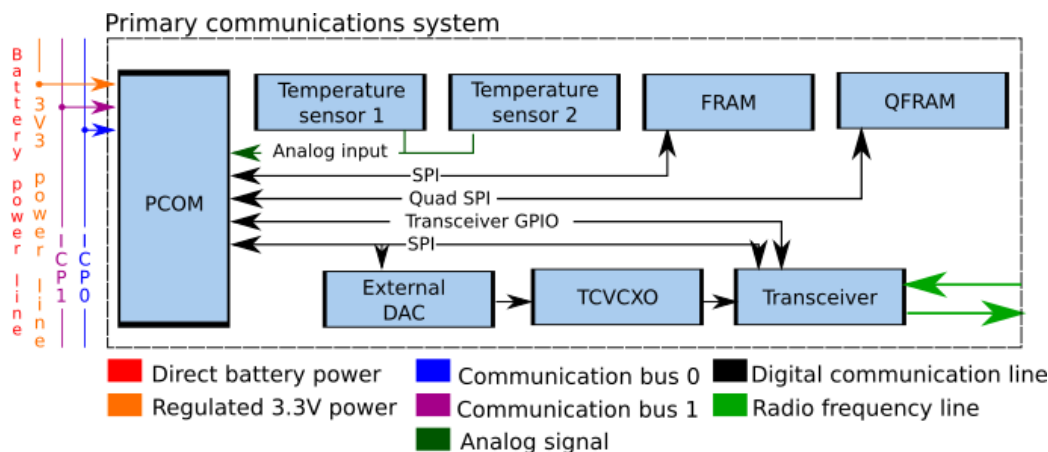 Primary communications system
Battery power line
3V3 power line
ICP1
ICP0
PCOM
Temperature
sensor 1
Temperature
sensor 2
FRAM
QFRAM
Analog input
SPI
Quad SPI
Transceiver GPIO
SPI
External
DAC
TCVCXO
Transceiver
Direct battery power
Communication bus 0
Digital communication line
Regulated 3.3V power
Communication bus 1
Radio frequency line
Analog signal